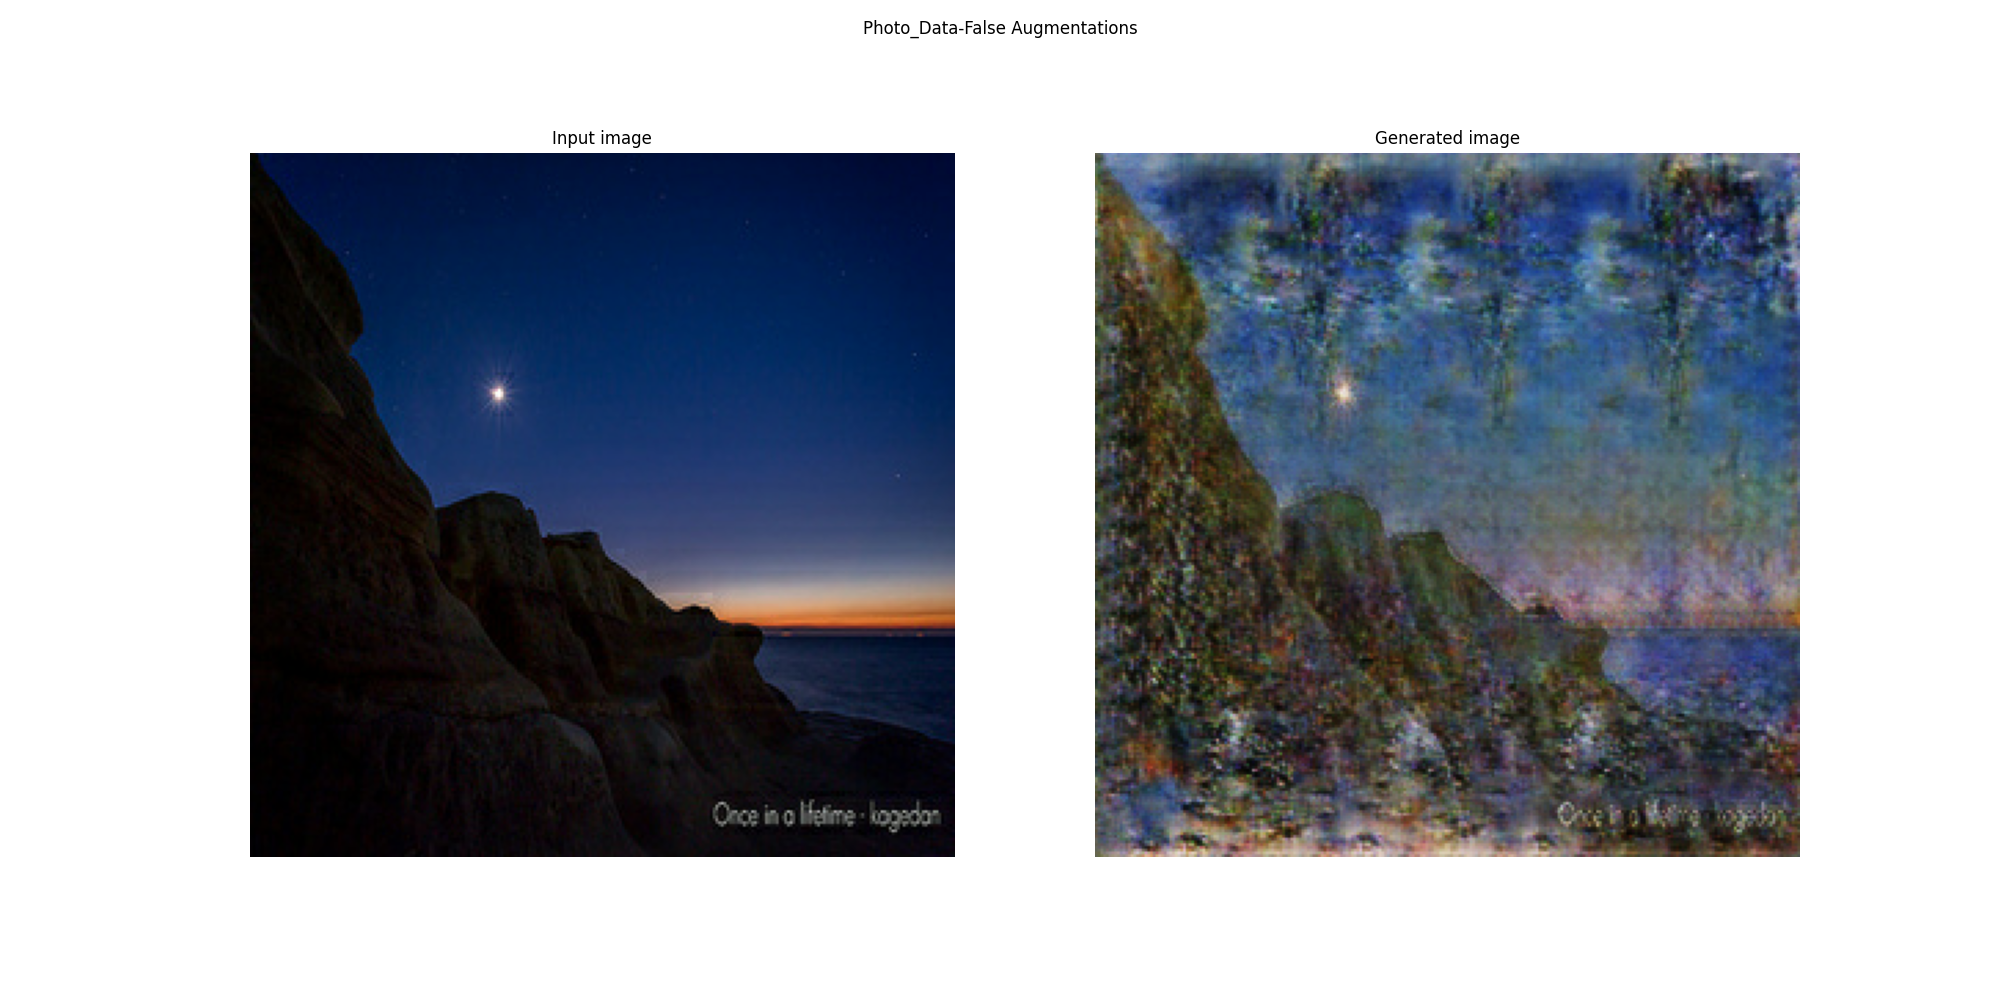 Photo_Data-False Augmentations
Input image
Generated image
Once in a lifetime - kagedan
Once in a lifetime - kagedan